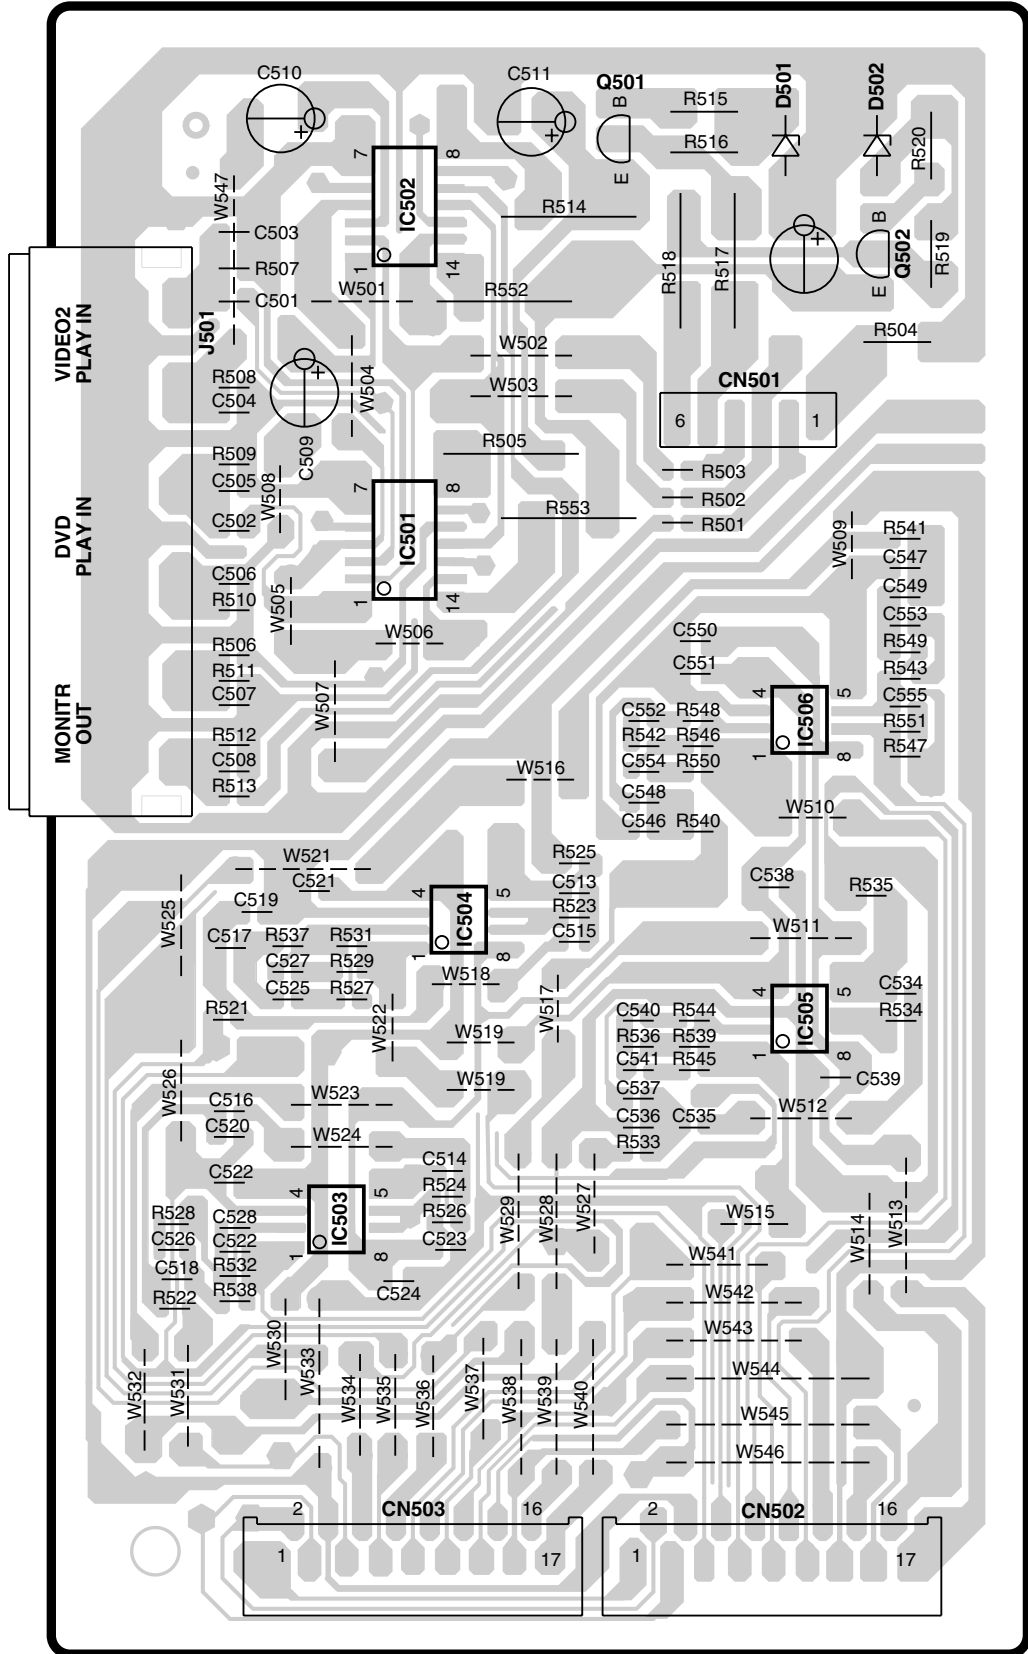 C510
C511
Q501
B
E
R515
R516
D501
D502
R520
W547
7
8
IC502
1
14
R514
R518
R517
B
Q502
E
R519
C503
R507
C501
W501
R552
R504
J501
VIDEO2
PLAY IN
W502
W503
W504
CN501
6
1
R508
C504
C509
R505
R509
C505
W508
R503
R502
R501
C502
DVD
PLAY IN
7
8
IC501
1
14
R553
W509
R541
C547
C549
C553
R549
R543
C555
R551
R547
C506
R510
W505
W506
C550
C551
R506
R511
C507
W507
MONITR
OUT
4
5
IC506
1
8
C552
R548
R542
R546
C554
R550
R512
C508
R513
W516
C548
C546
R540
W510
W521
C521
R525
C513
R523
C515
C538
R535
W525
C519
4
5
IC504
1
8
C517
R537
R531
C527
R529
C525
R527
W511
W518
R521
W522
W517
4
5
IC505
1
8
C534
R534
C540
R544
R536
R539
C541
R545
W519
W519
C539
W526
W523
C537
C516
C520
W524
C536
C535
W512
R533
C522
C514
R524
R526
C523
4
5
IC503
1
8
W529
W528
W527
R528
C528
C526
C522
C518
R532
R522
R538
C524
W515
W514
W513
W541
W542
W543
W530
W533
W532
W531
W534
W535
W536
W537
W538
W539
W540
W544
W545
W546
2
CN503
16
1
17
2
CN502
16
1
17